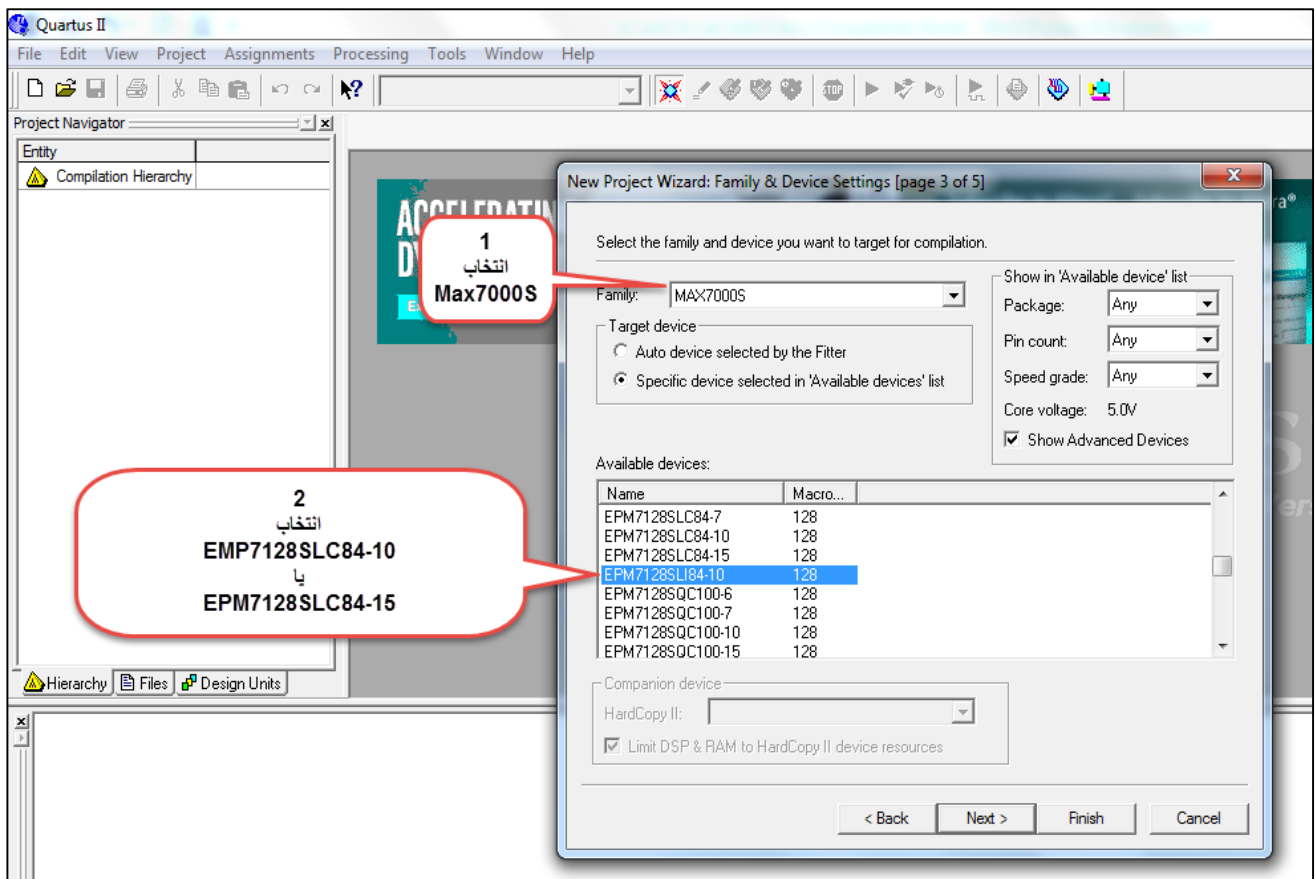 Quartus II
File Edit View Project Assignments Processing Tools Window Help
Project Navigator
Entity
Compilation Hierarchy
Hierarchy Files Design Units
1
انتخاب
Max7000S
2
انتخاب
EMP7128SLC84-10
یا
EPM7128SLC84-15
New Project Wizard: Family & Device Settings [page 3 of 5]
Select the family and device you want to target for compilation.
Family: MAX7000S
Target device
Auto device selected by the Fitter
Specific device selected in 'Available devices' list
Show in 'Available device' list
Package: Any
Pin count: Any
Speed grade: Any
Core voltage: 5.0V
Show Advanced Devices
Available devices:
Name Macro...
EPM7128SLC84-7 128
EPM7128SLC84-10 128
EPM7128SLC84-15 128
EPM7128SLI84-10 128
EPM7128SQC100-6 128
EPM7128SQC100-7 128
EPM7128SQC100-10 128
EPM7128SQC100-15 128
Companion device
HardCopy II:
Limit DSP & RAM to HardCopy II device resources
< Back Next > Finish Cancel